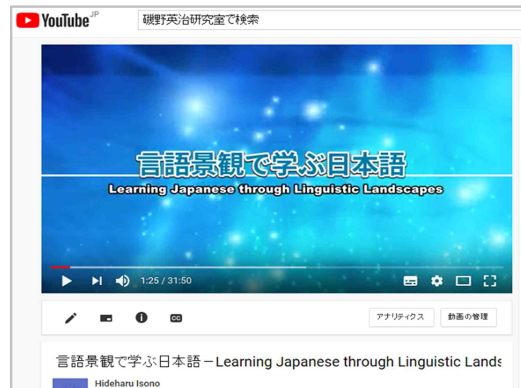 YouTube JP
磯野英治研究室で検索
言語景観で学ぶ日本語
Learning Japanese through Linguistic Landscapes
1:25 / 31:50
CC
アナリティクス
動画の管理
言語景観で学ぶ日本語－Learning Japanese through Linguistic Lands
Hideharu Isono